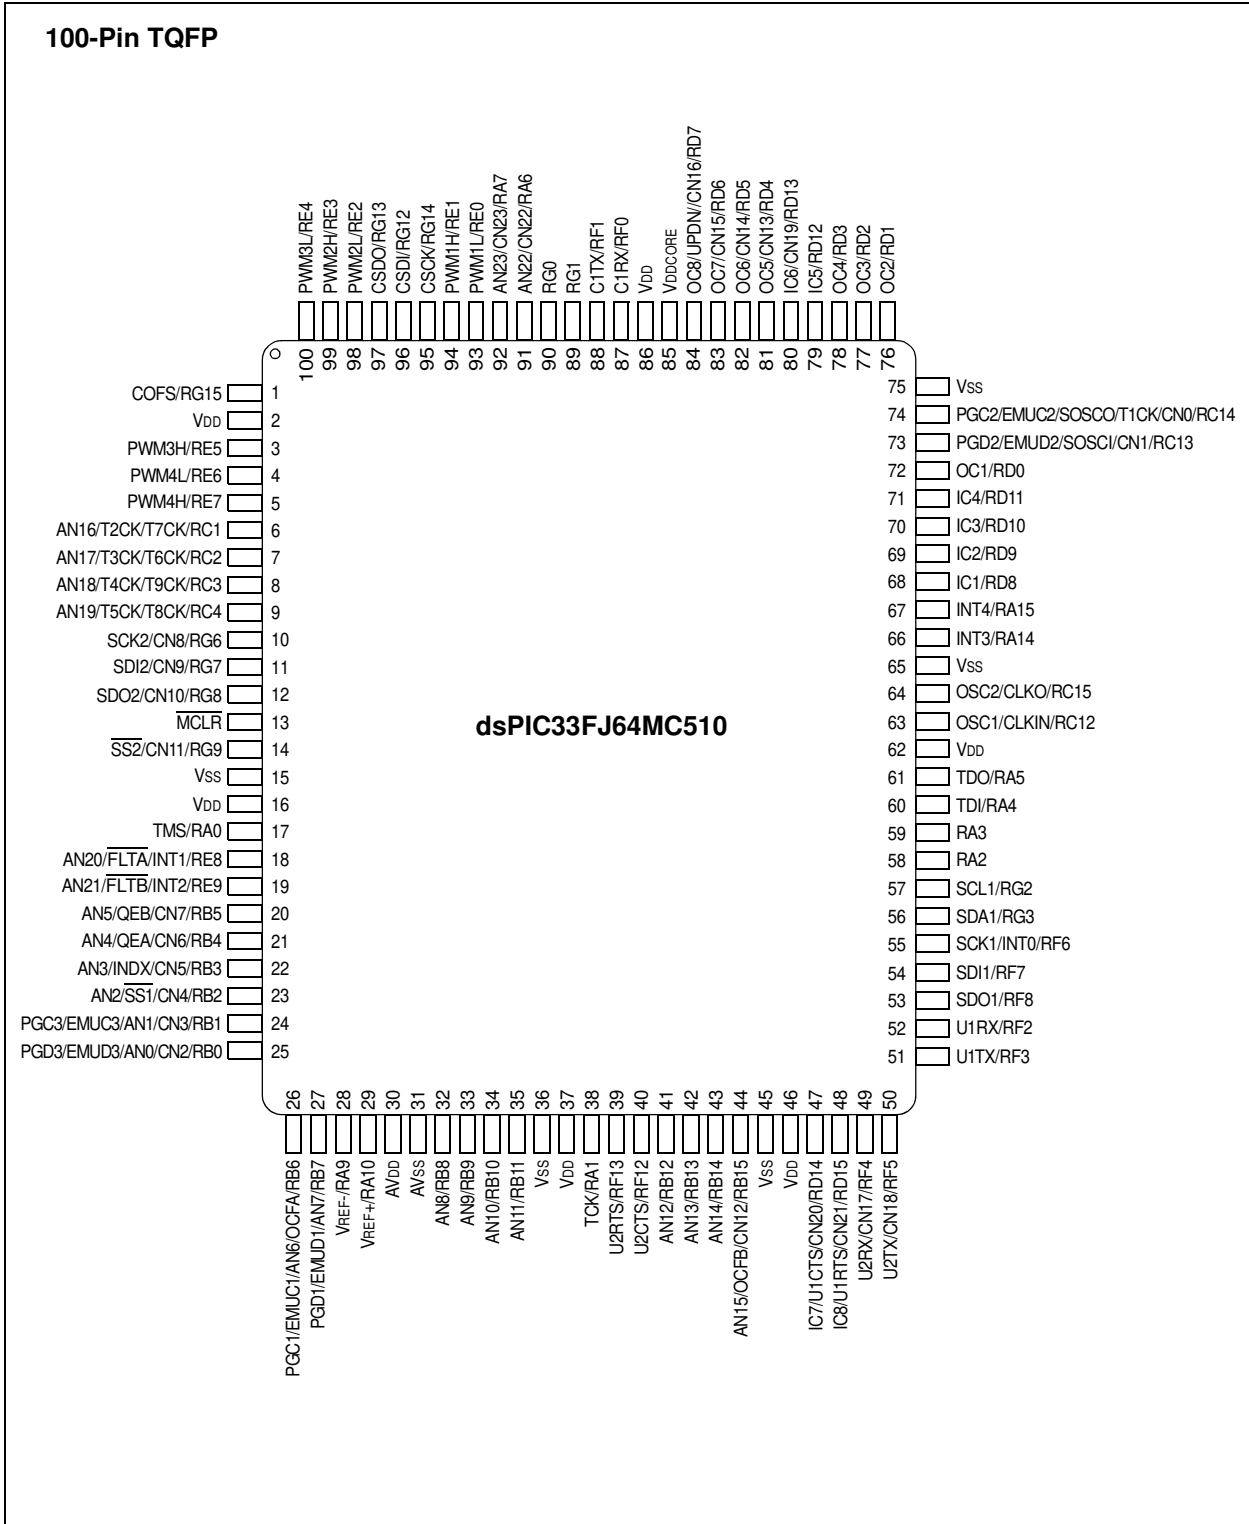 100-Pin TQFP
PWM3L/RE4
PWM2H/RE3
PWM2L/RE2
CSDO/RG13
CSDI/RG12
CSCK/RG14
PWM1H/RE1
PWM1L/RE0
AN23/CN23/RA7
AN22/CN22/RA6
RG0
RG1
C1TX/RF1
C1RX/RF0
VDD
VDDCORE
OC8/UPDN//CN16/RD7
OC7/CN15/RD6
OC6/CN14/RD5
OC5/CN13/RD4
IC6/CN19/RD13
IC5/RD12
OC4/RD3
OC3/RD2
OC2/RD1
100
99
98
97
96
95
94
93
92
91
90
89
88
87
86
85
84
83
82
81
80
79
78
77
76
COFS/RG15 1
VDD 2
PWM3H/RE5 3
PWM4L/RE6 4
PWM4H/RE7 5
AN16/T2CK/T7CK/RC1 6
AN17/T3CK/T6CK/RC2 7
AN18/T4CK/T9CK/RC3 8
AN19/T5CK/T8CK/RC4 9
SCK2/CN8/RG6 10
SDI2/CN9/RG7 11
SDO2/CN10/RG8 12
MCLR 13
SS2/CN11/RG9 14
VSS 15
VDD 16
TMS/RA0 17
AN20/FLTA/INT1/RE8 18
AN21/FLTB/INT2/RE9 19
AN5/QEB/CN7/RB5 20
AN4/QEA/CN6/RB4 21
AN3/INDX/CN5/RB3 22
AN2/SS1/CN4/RB2 23
PGC3/EMUC3/AN1/CN3/RB1 24
PGD3/EMUD3/AN0/CN2/RB0 25
dsPIC33FJ64MC510
75 VSS
74 PGC2/EMUC2/SOSCO/T1CK/CN0/RC14
73 PGD2/EMUD2/SOSCI/CN1/RC13
72 OC1/RD0
71 IC4/RD11
70 IC3/RD10
69 IC2/RD9
68 IC1/RD8
67 INT4/RA15
66 INT3/RA14
65 VSS
64 OSC2/CLKO/RC15
63 OSC1/CLKIN/RC12
62 VDD
61 TDO/RA5
60 TDI/RA4
59 RA3
58 RA2
57 SCL1/RG2
56 SDA1/RG3
55 SCK1/INT0/RF6
54 SDI1/RF7
53 SDO1/RF8
52 U1RX/RF2
51 U1TX/RF3
26
27
28
29
30
31
32
33
34
35
36
37
38
39
40
41
42
43
44
45
46
47
48
49
50
PGC1/EMUC1/AN6/OCFA/RB6
PGD1/EMUD1/AN7/RB7
VREF-/RA9
VREF+/RA10
AVDD
AVSS
AN8/RB8
AN9/RB9
AN10/RB10
AN11/RB11
VSS
VDD
TCK/RA1
U2RTS/RF13
U2CTS/RF12
AN12/RB12
AN13/RB13
AN14/RB14
AN15/OCFB/CN12/RB15
VSS
VDD
IC7/U1CTS/CN20/RD14
IC8/U1RTS/CN21/RD15
U2RX/CN17/RF4
U2TX/CN18/RF5